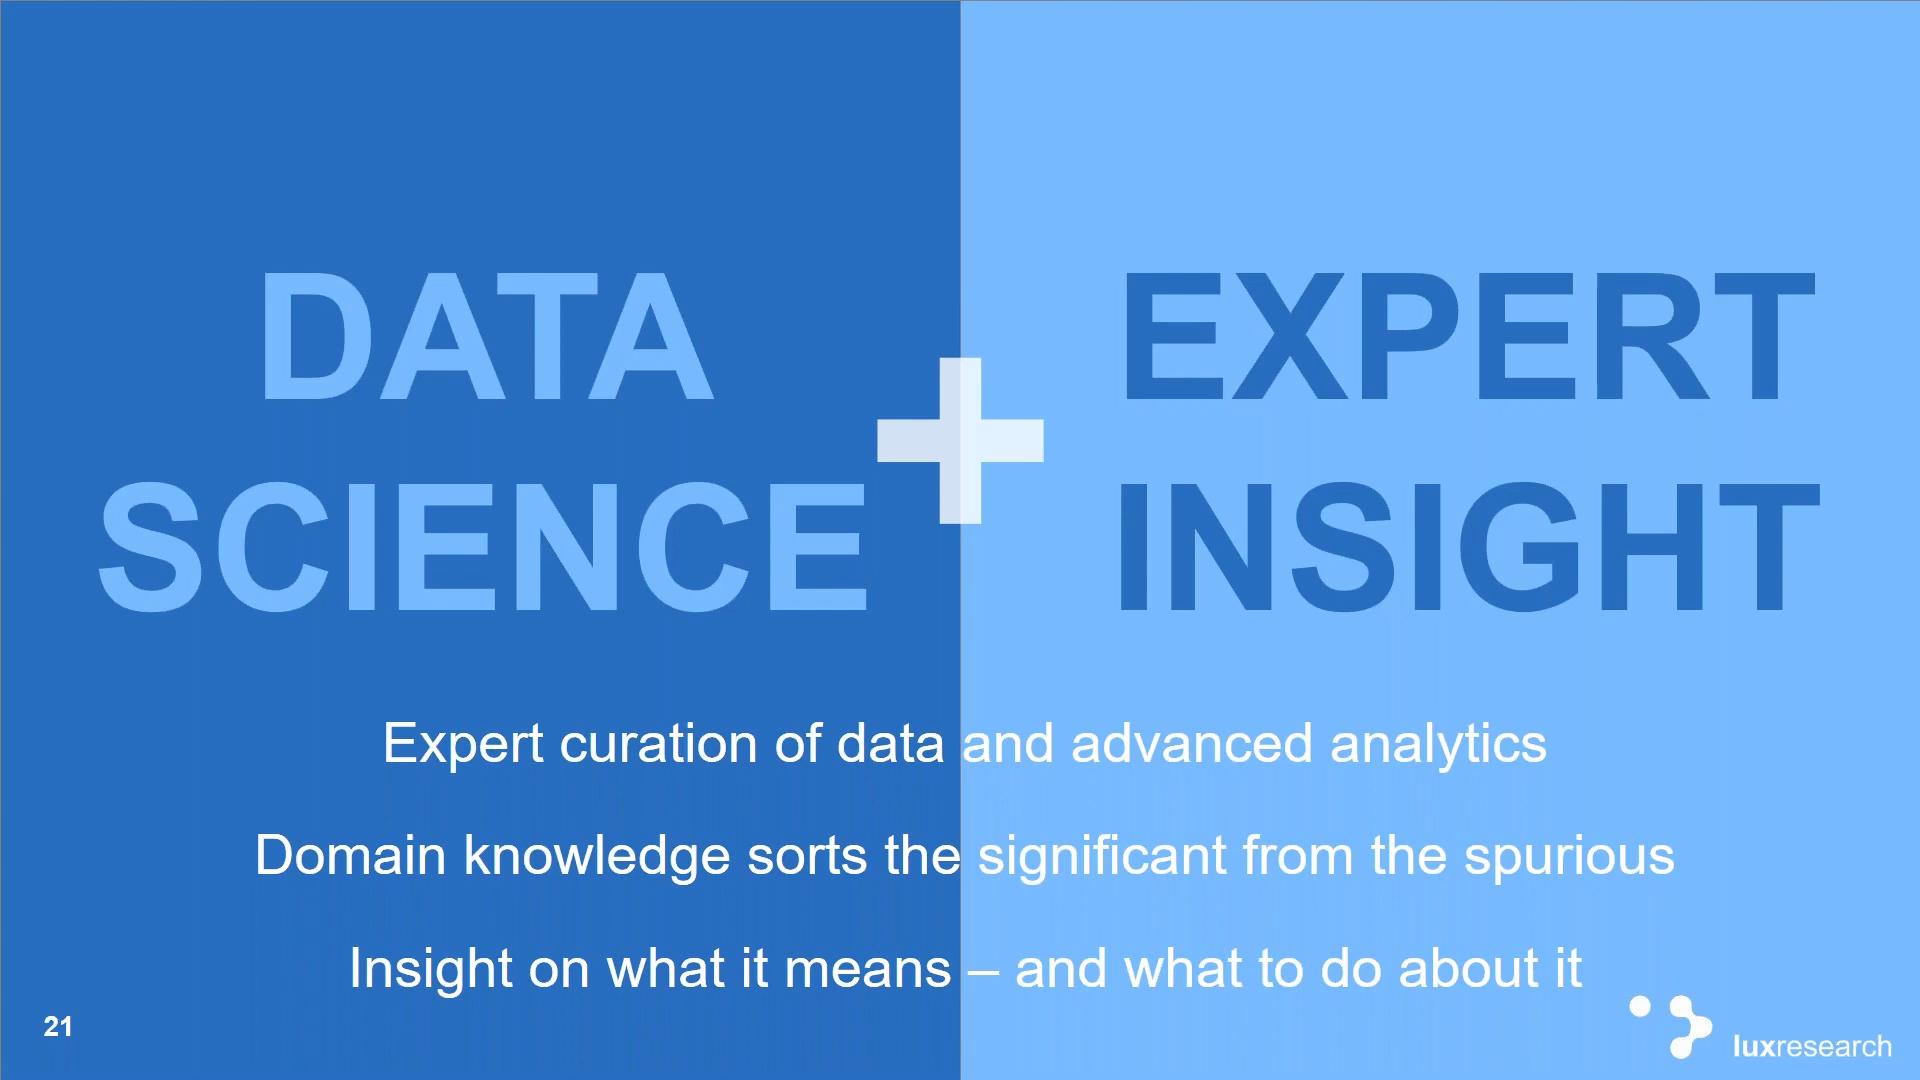 DATA
SCIENCE
+
EXPERT
INSIGHT
Expert curation of data and advanced analytics
Domain knowledge sorts the significant from the spurious
Insight on what it means – and what to do about it
21
luxresearch